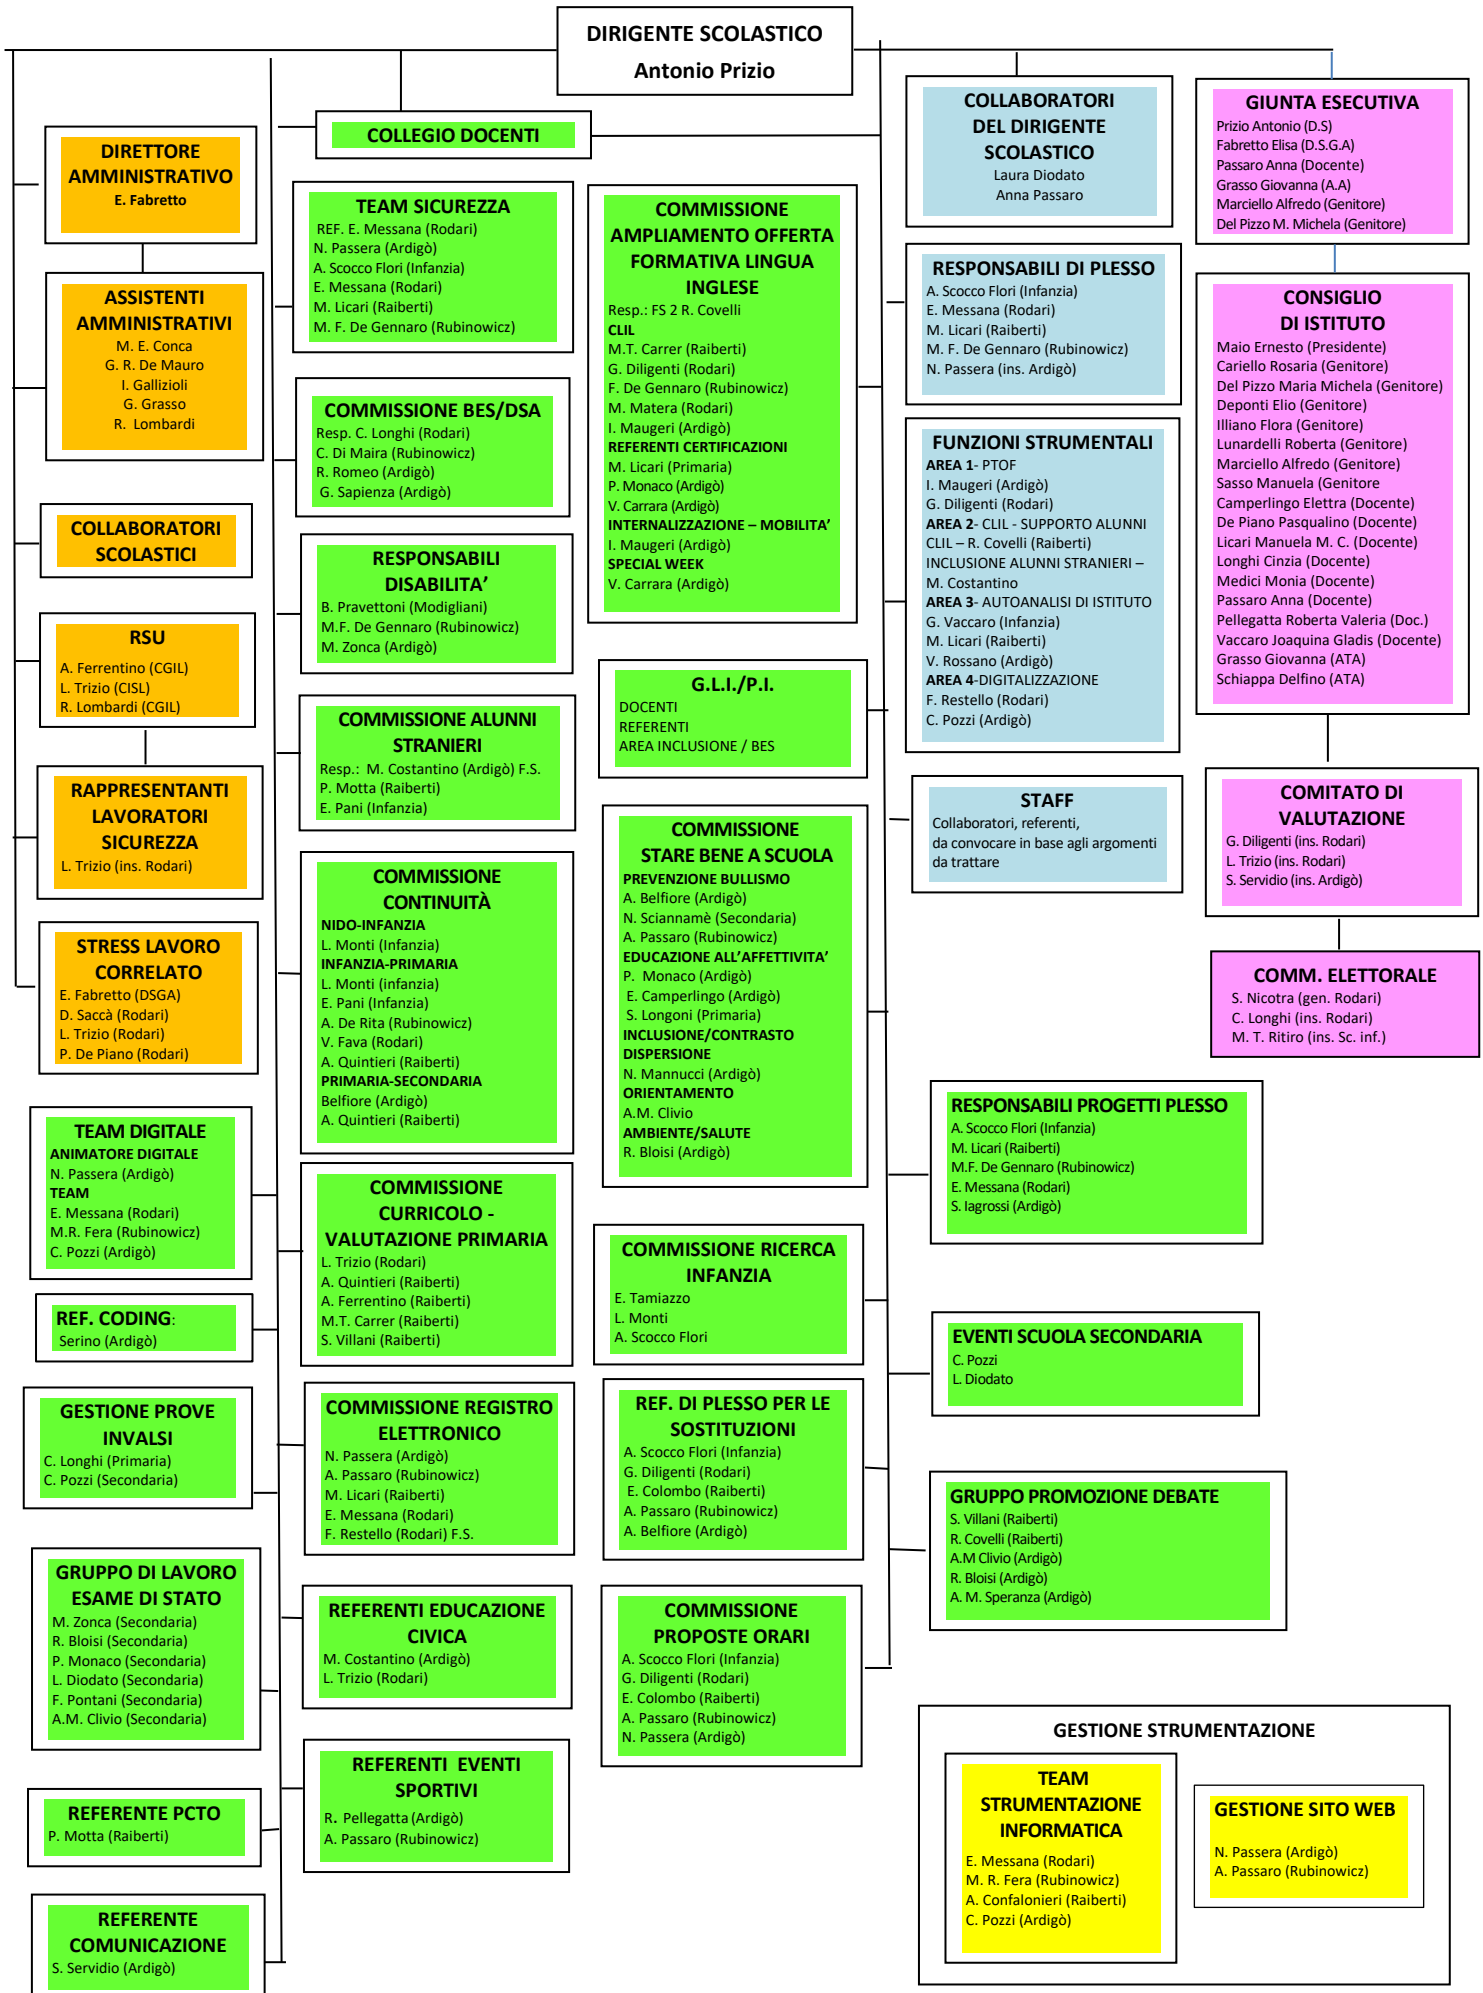 DIRIGENTE SCOLASTICO
Antonio Prizio
COLLEGIO DOCENTI
DIRETTORE
AMMINISTRATIVO
E. Fabretto
ASSISTENTI
AMMINISTRATIVI
M. E. Conca
G. R. De Mauro
I. Gallizioli
G. Grasso
R. Lombardi
COLLABORATORI
SCOLASTICI
RSU
A. Ferrentino (CGIL)
L. Trizio (CISL)
R. Lombardi (CGIL)
RAPPRESENTANTI
LAVORATORI
SICUREZZA
L. Trizio (ins. Rodari)
STRESS LAVORO
CORRELATO
E. Fabretto (DSGA)
D. Saccà (Rodari)
L. Trizio (Rodari)
P. De Piano (Rodari)
TEAM DIGITALE
ANIMATORE DIGITALE
N. Passera (Ardigò)
TEAM
E. Messana (Rodari)
M.R. Fera (Rubinowicz)
C. Pozzi (Ardigò)
REF. CODING:
Serino (Ardigò)
GESTIONE PROVE
INVALSI
C. Longhi (Primaria)
C. Pozzi (Secondaria)
GRUPPO DI LAVORO
ESAME DI STATO
M. Zonca (Secondaria)
R. Bloisi (Secondaria)
P. Monaco (Secondaria)
L. Diodato (Secondaria)
F. Pontani (Secondaria)
A.M. Clivio (Secondaria)
REFERENTE PCTO
P. Motta (Raiberti)
REFERENTE
COMUNICAZIONE
S. Servidio (Ardigò)
TEAM SICUREZZA
REF. E. Messana (Rodari)
N. Passera (Ardigò)
A. Scocco Flori (Infanzia)
E. Messana (Rodari)
M. Licari (Raiberti)
M. F. De Gennaro (Rubinowicz)
COMMISSIONE BES/DSA
Resp. C. Longhi (Rodari)
C. Di Maira (Rubinowicz)
R. Romeo (Ardigò)
G. Sapienza (Ardigò)
RESPONSABILI
DISABILITA’
B. Pravettoni (Modigliani)
M.F. De Gennaro (Rubinowicz)
M. Zonca (Ardigò)
COMMISSIONE ALUNNI
STRANIERI
Resp.: M. Costantino (Ardigò) F.S.
P. Motta (Raiberti)
E. Pani (Infanzia)
COMMISSIONE
CONTINUITÀ
NIDO-INFANZIA
L. Monti (Infanzia)
INFANZIA-PRIMARIA
L. Monti (infanzia)
E. Pani (Infanzia)
A. De Rita (Rubinowicz)
V. Fava (Rodari)
A. Quintieri (Raiberti)
PRIMARIA-SECONDARIA
Belfiore (Ardigò)
A. Quintieri (Raiberti)
COMMISSIONE
CURRICOLO -
VALUTAZIONE PRIMARIA
L. Trizio (Rodari)
A. Quintieri (Raiberti)
A. Ferrentino (Raiberti)
M.T. Carrer (Raiberti)
S. Villani (Raiberti)
COMMISSIONE REGISTRO
ELETTRONICO
N. Passera (Ardigò)
A. Passaro (Rubinowicz)
M. Licari (Raiberti)
E. Messana (Rodari)
F. Restello (Rodari) F.S.
REFERENTI EDUCAZIONE
CIVICA
M. Costantino (Ardigò)
L. Trizio (Rodari)
REFERENTI EVENTI
SPORTIVI
R. Pellegatta (Ardigò)
A. Passaro (Rubinowicz)
COMMISSIONE
AMPLIAMENTO OFFERTA
FORMATIVA LINGUA
INGLESE
Resp.: FS 2 R. Covelli
CLIL
M.T. Carrer (Raiberti)
G. Diligenti (Rodari)
F. De Gennaro (Rubinowicz)
M. Matera (Rodari)
I. Maugeri (Ardigò)
REFERENTI CERTIFICAZIONI
M. Licari (Primaria)
P. Monaco (Ardigò)
V. Carrara (Ardigò)
INTERNALIZZAZIONE – MOBILITA’
I. Maugeri (Ardigò)
SPECIAL WEEK
V. Carrara (Ardigò)
G.L.I./P.I.
DOCENTI
REFERENTI
AREA INCLUSIONE / BES
COMMISSIONE
STARE BENE A SCUOLA
PREVENZIONE BULLISMO
A. Belfiore (Ardigò)
N. Sciannamè (Secondaria)
A. Passaro (Rubinowicz)
EDUCAZIONE ALL’AFFETTIVITA’
P. Monaco (Ardigò)
E. Camperlingo (Ardigò)
S. Longoni (Primaria)
INCLUSIONE/CONTRASTO
DISPERSIONE
N. Mannucci (Ardigò)
ORIENTAMENTO
A.M. Clivio
AMBIENTE/SALUTE
R. Bloisi (Ardigò)
COMMISSIONE RICERCA
INFANZIA
E. Tamiazzo
L. Monti
A. Scocco Flori
REF. DI PLESSO PER LE
SOSTITUZIONI
A. Scocco Flori (Infanzia)
G. Diligenti (Rodari)
E. Colombo (Raiberti)
A. Passaro (Rubinowicz)
A. Belfiore (Ardigò)
COMMISSIONE
PROPOSTE ORARI
A. Scocco Flori (Infanzia)
G. Diligenti (Rodari)
E. Colombo (Raiberti)
A. Passaro (Rubinowicz)
N. Passera (Ardigò)
COLLABORATORI
DEL DIRIGENTE
SCOLASTICO
Laura Diodato
Anna Passaro
RESPONSABILI DI PLESSO
A. Scocco Flori (Infanzia)
E. Messana (Rodari)
M. Licari (Raiberti)
M. F. De Gennaro (Rubinowicz)
N. Passera (ins. Ardigò)
FUNZIONI STRUMENTALI
AREA 1- PTOF
I. Maugeri (Ardigò)
G. Diligenti (Rodari)
AREA 2- CLIL - SUPPORTO ALUNNI
CLIL – R. Covelli (Raiberti)
INCLUSIONE ALUNNI STRANIERI –
M. Costantino
AREA 3- AUTOANALISI DI ISTITUTO
G. Vaccaro (Infanzia)
M. Licari (Raiberti)
V. Rossano (Ardigò)
AREA 4-DIGITALIZZAZIONE
F. Restello (Rodari)
C. Pozzi (Ardigò)
STAFF
Collaboratori, referenti,
da convocare in base agli argomenti
da trattare
GIUNTA ESECUTIVA
Prizio Antonio (D.S)
Fabretto Elisa (D.S.G.A)
Passaro Anna (Docente)
Grasso Giovanna (A.A)
Marciello Alfredo (Genitore)
Del Pizzo M. Michela (Genitore)
CONSIGLIO
DI ISTITUTO
Maio Ernesto (Presidente)
Cariello Rosaria (Genitore)
Del Pizzo Maria Michela (Genitore)
Deponti Elio (Genitore)
Illiano Flora (Genitore)
Lunardelli Roberta (Genitore)
Marciello Alfredo (Genitore)
Sasso Manuela (Genitore
Camperlingo Elettra (Docente)
De Piano Pasqualino (Docente)
Licari Manuela M. C. (Docente)
Longhi Cinzia (Docente)
Medici Monia (Docente)
Passaro Anna (Docente)
Pellegatta Roberta Valeria (Doc.)
Vaccaro Joaquina Gladis (Docente)
Grasso Giovanna (ATA)
Schiappa Delfino (ATA)
COMITATO DI
VALUTAZIONE
G. Diligenti (ins. Rodari)
L. Trizio (ins. Rodari)
S. Servidio (ins. Ardigò)
COMM. ELETTORALE
S. Nicotra (gen. Rodari)
C. Longhi (ins. Rodari)
M. T. Ritiro (ins. Sc. inf.)
RESPONSABILI PROGETTI PLESSO
A. Scocco Flori (Infanzia)
M. Licari (Raiberti)
M.F. De Gennaro (Rubinowicz)
E. Messana (Rodari)
S. Iagrossi (Ardigò)
EVENTI SCUOLA SECONDARIA
C. Pozzi
L. Diodato
GRUPPO PROMOZIONE DEBATE
S. Villani (Raiberti)
R. Covelli (Raiberti)
A.M Clivio (Ardigò)
R. Bloisi (Ardigò)
A. M. Speranza (Ardigò)
GESTIONE STRUMENTAZIONE
TEAM
STRUMENTAZIONE
INFORMATICA
E. Messana (Rodari)
M. R. Fera (Rubinowicz)
A. Confalonieri (Raiberti)
C. Pozzi (Ardigò)
GESTIONE SITO WEB
N. Passera (Ardigò)
A. Passaro (Rubinowicz)